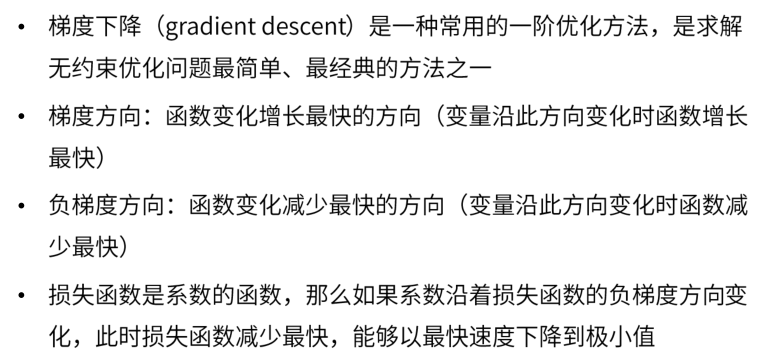 • 梯度下降（gradient descent）是一种常用的一阶优化方法，是求解
无约束优化问题最简单、最经典的方法之一
• 梯度方向：函数变化增长最快的方向（变量沿此方向变化时函数增长
最快）
• 负梯度方向：函数变化减少最快的方向（变量沿此方向变化时函数减
少最快）
• 损失函数是系数的函数，那么如果系数沿着损失函数的负梯度方向变
化，此时损失函数减少最快，能够以最快速度下降到极小值